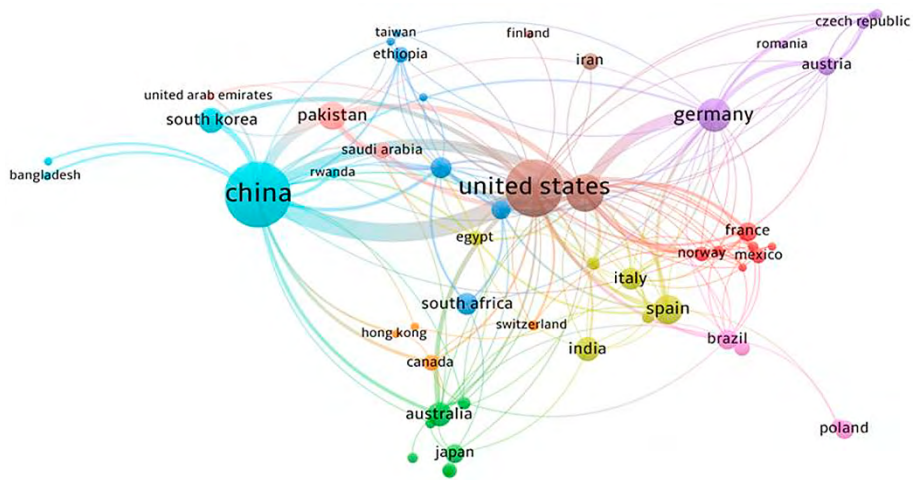 czech republic
taiwan
finland
romania
ethiopia
iran
austria
united arab emirates
south korea
pakistan
germany
saudi arabia
bangladesh
rwanda
china
united states
egypt
france
norway
mexico
italy
south africa
spain
hong kong
switzerland
brazil
india
canada
australia
poland
japan